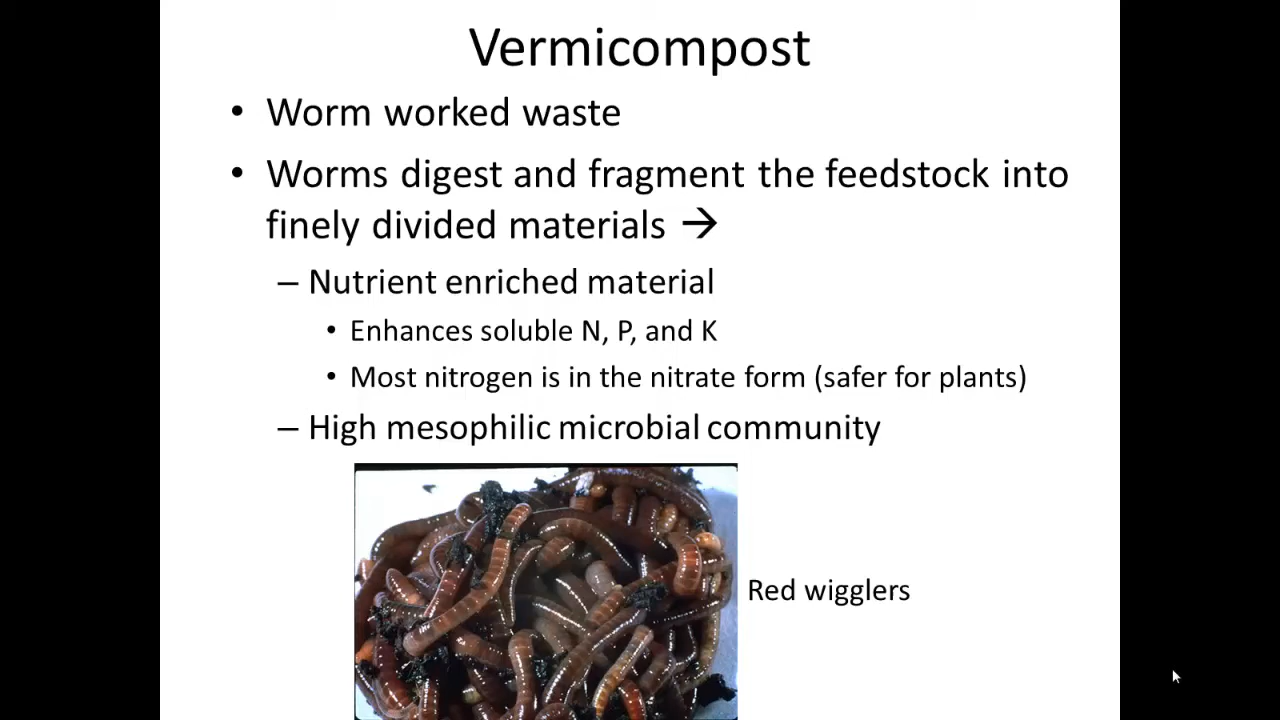 Vermicompost
• Worm worked waste
• Worms digest and fragment the feedstock into
finely divided materials →
– Nutrient enriched material
• Enhances soluble N, P, and K
• Most nitrogen is in the nitrate form (safer for plants)
– High mesophilic microbial community
Red wigglers